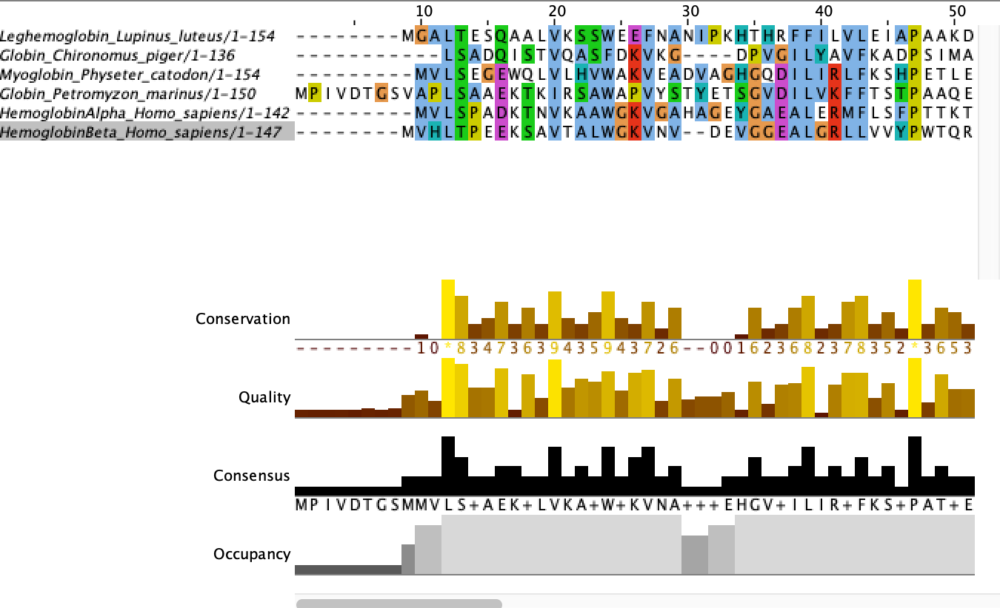 10 20 30 40 50
Leghemoglobin_Lupinus_luteus/1-154 --------MGALTESQAALVKSSWEEFNANIPKHTHRFFILVLEIAPAAKD
Globin_Chironomus_piger/1-136 -----------LSADQISTVQASFDKVKG----DPVGILYAVFKADPSIMA
Myoglobin_Physeter_catodon/1-154 ---------MVLSEGEWQLVLHVWAKVEADVAGHGQDILIRLFKSHPETLE
Globin_Petromyzon_marinus/1-150 MPIVDTGSVAPLSAAEKTKIRSAWAPVYSTYETSGVDILVKFFTSTPAAQE
HemoglobinAlpha_Homo_sapiens/1-142 ---------MVLSPADKTNVKAAWGKVGAHAGEYGAEALERMFLSFPTTKT
HemoglobinBeta_Homo_sapiens/1-147 --------MVHLTPEEKSAVTALWGKVNV--DEVGGEALGRLLVVYPWTQR
Conservation
---------10*83473639435943726--001623682378352*3653
Quality
Consensus
MPIVDTGSMMVLS+AEK+LVKA+W+KVNA+++EHGV+ILIR+FKS+PAT+E
Occupancy